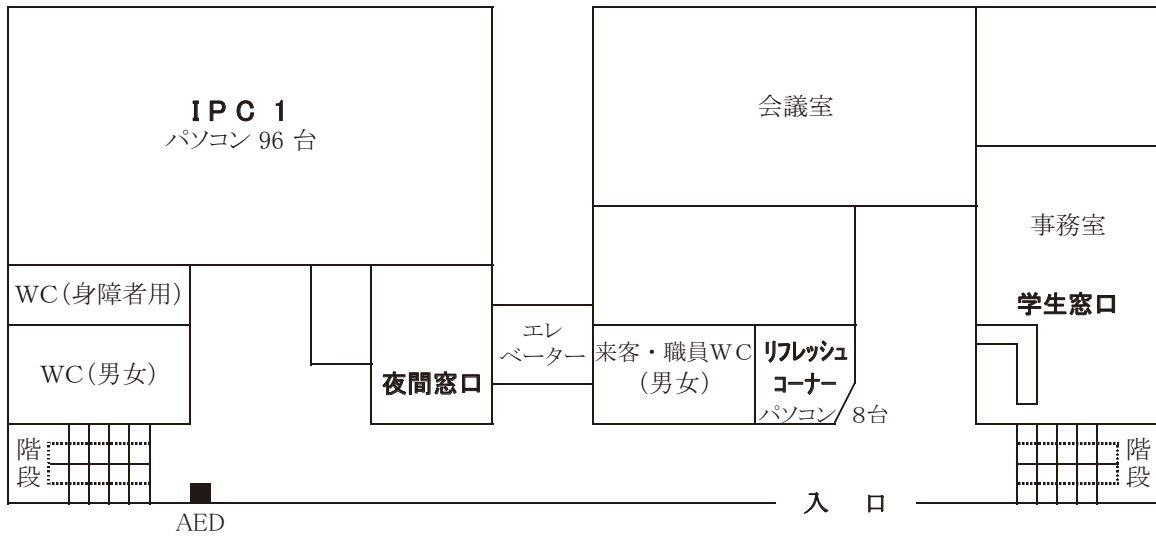 IPC 1
パソコン 96 台
会議室
事務室
学生窓口
WC(身障者用)
WC(男女)
夜間窓口
エレ
ベーター
来客・職員WC
(男女)
リフレッシュ
コーナー
パソコン 8台
階
段
AED
入 口
階
段